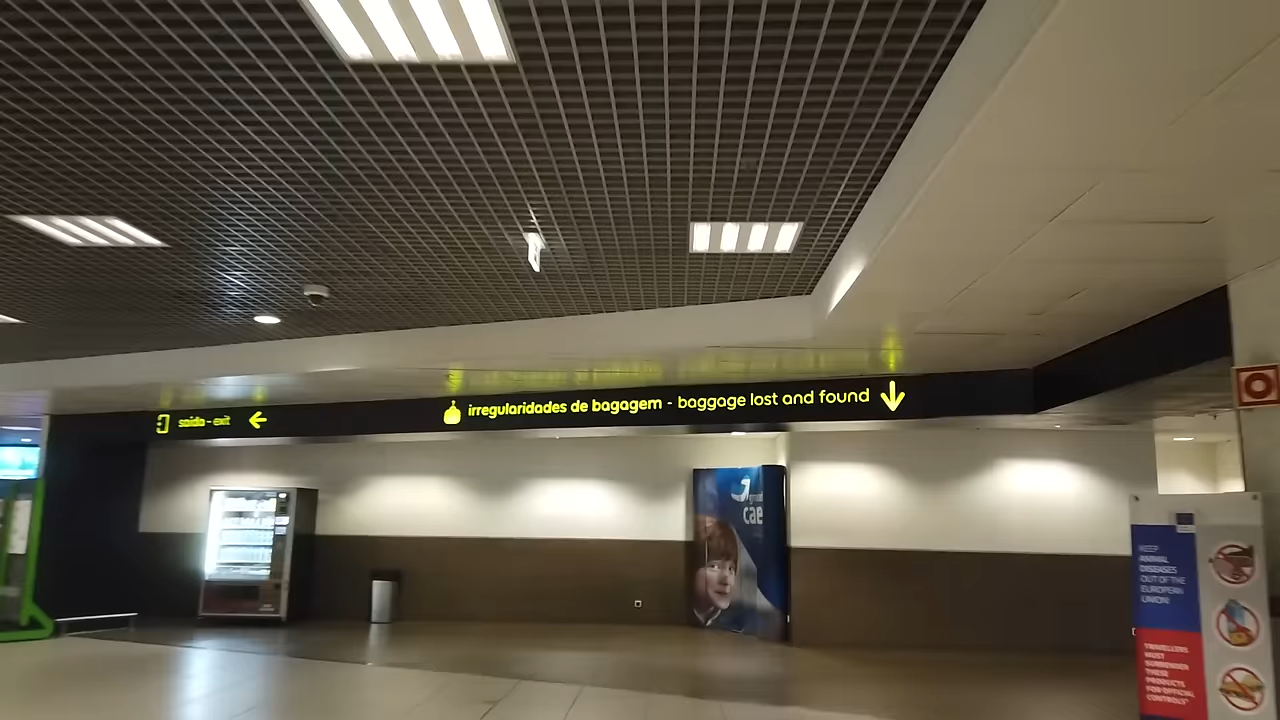 saída - exit
irregularidades de bagagem - baggage lost and found
cae
KEEP
ANIMAL
DISEASES
OUT OF THE
EUROPEAN
UNION!
TRAVELLERS
MUST
SURRENDER
THESE
PRODUCTS
FOR OFFICIAL
CONTROLS*